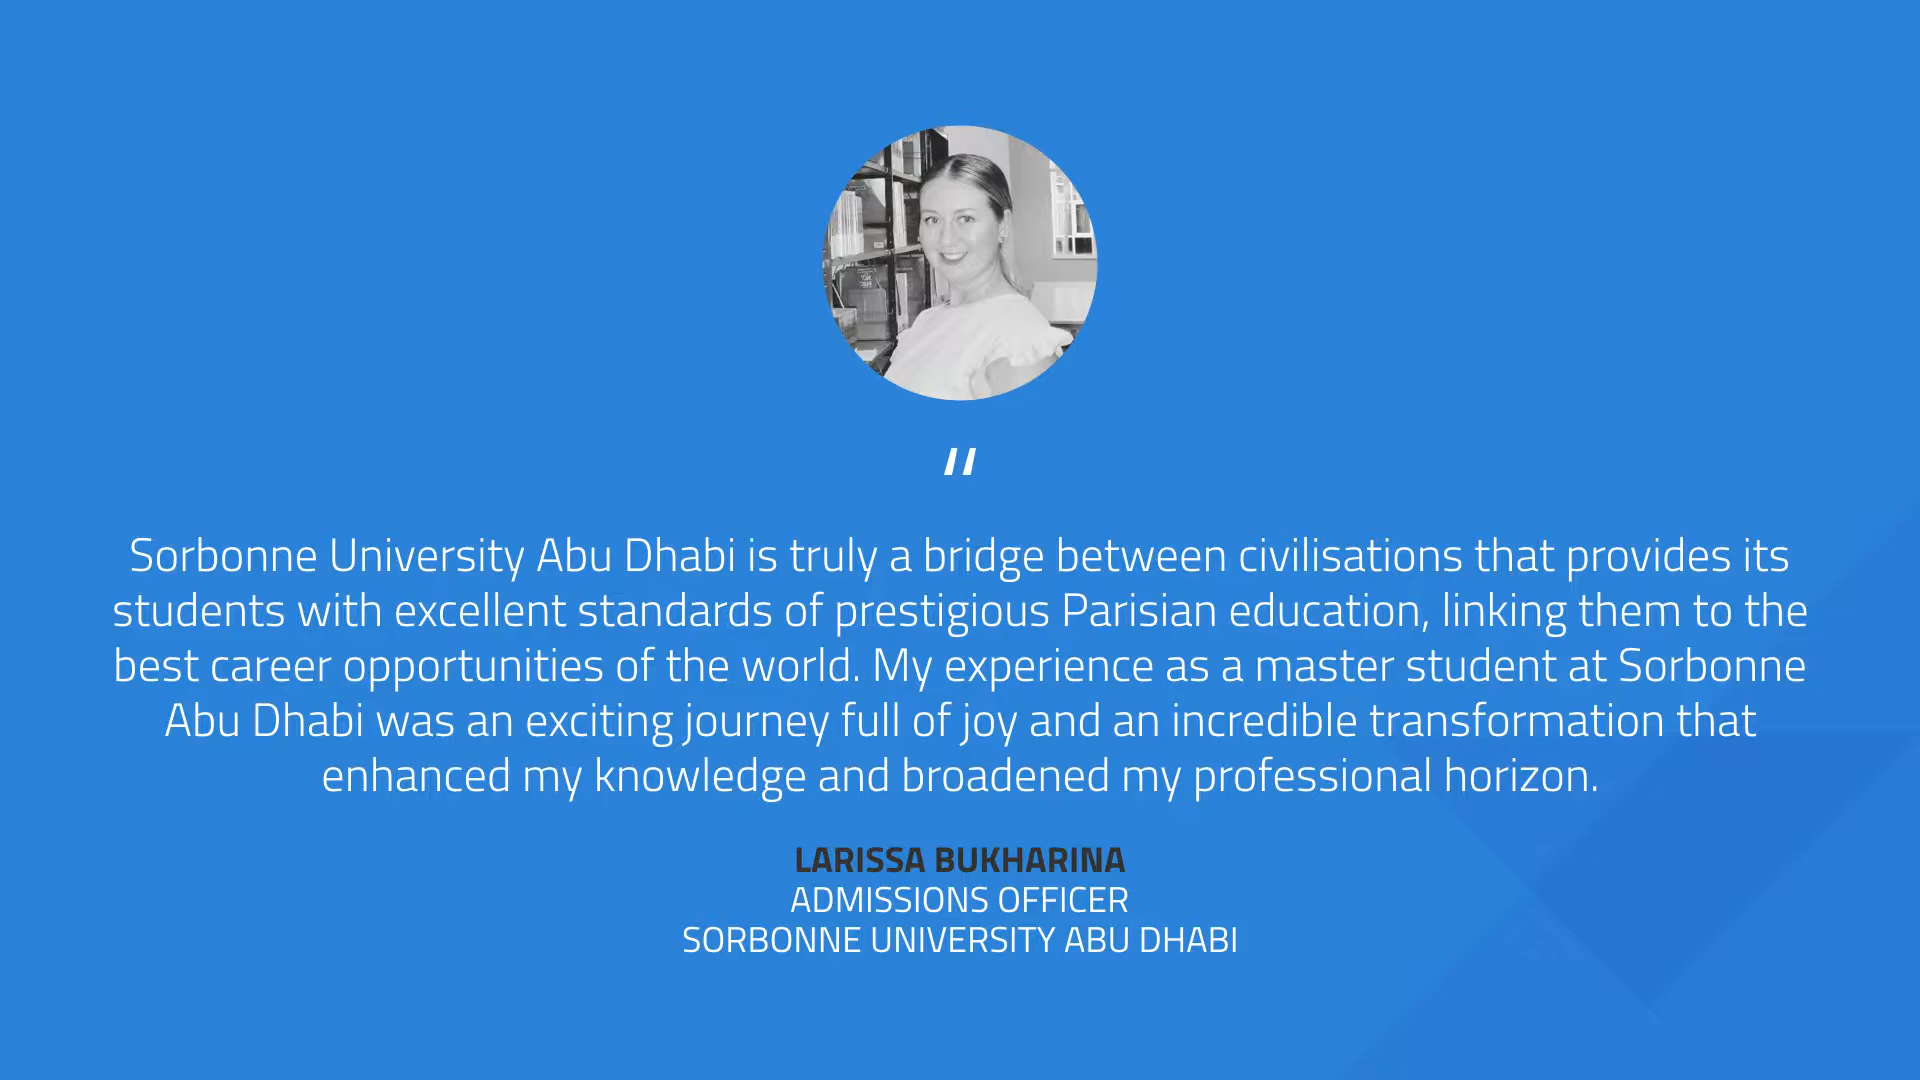 "
Sorbonne University Abu Dhabi is truly a bridge between civilisations that provides its
students with excellent standards of prestigious Parisian education, linking them to the
best career opportunities of the world. My experience as a master student at Sorbonne
Abu Dhabi was an exciting journey full of joy and an incredible transformation that
enhanced my knowledge and broadened my professional horizon.
LARISSA BUKHARINA
ADMISSIONS OFFICER
SORBONNE UNIVERSITY ABU DHABI